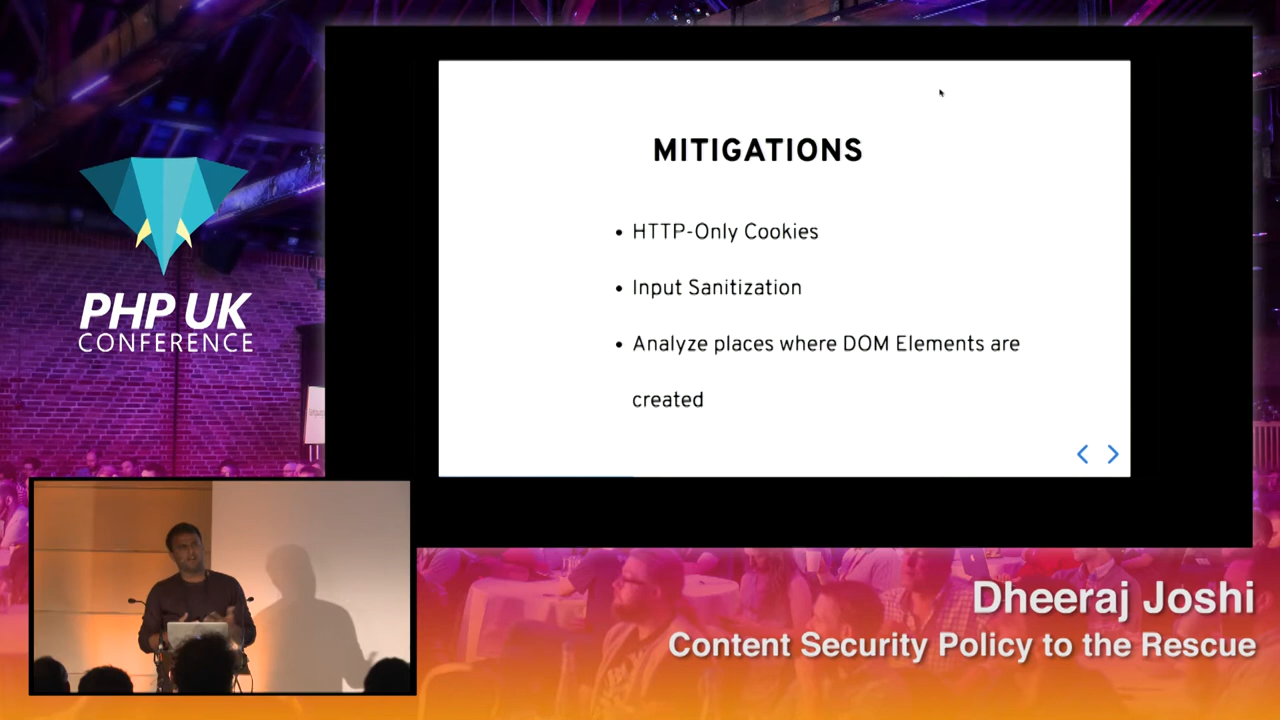 MITIGATIONS
• HTTP-Only Cookies
• Input Sanitization
• Analyze places where DOM Elements are
created
PHP UK
CONFERENCE
Dheeraj Joshi
Content Security Policy to the Rescue